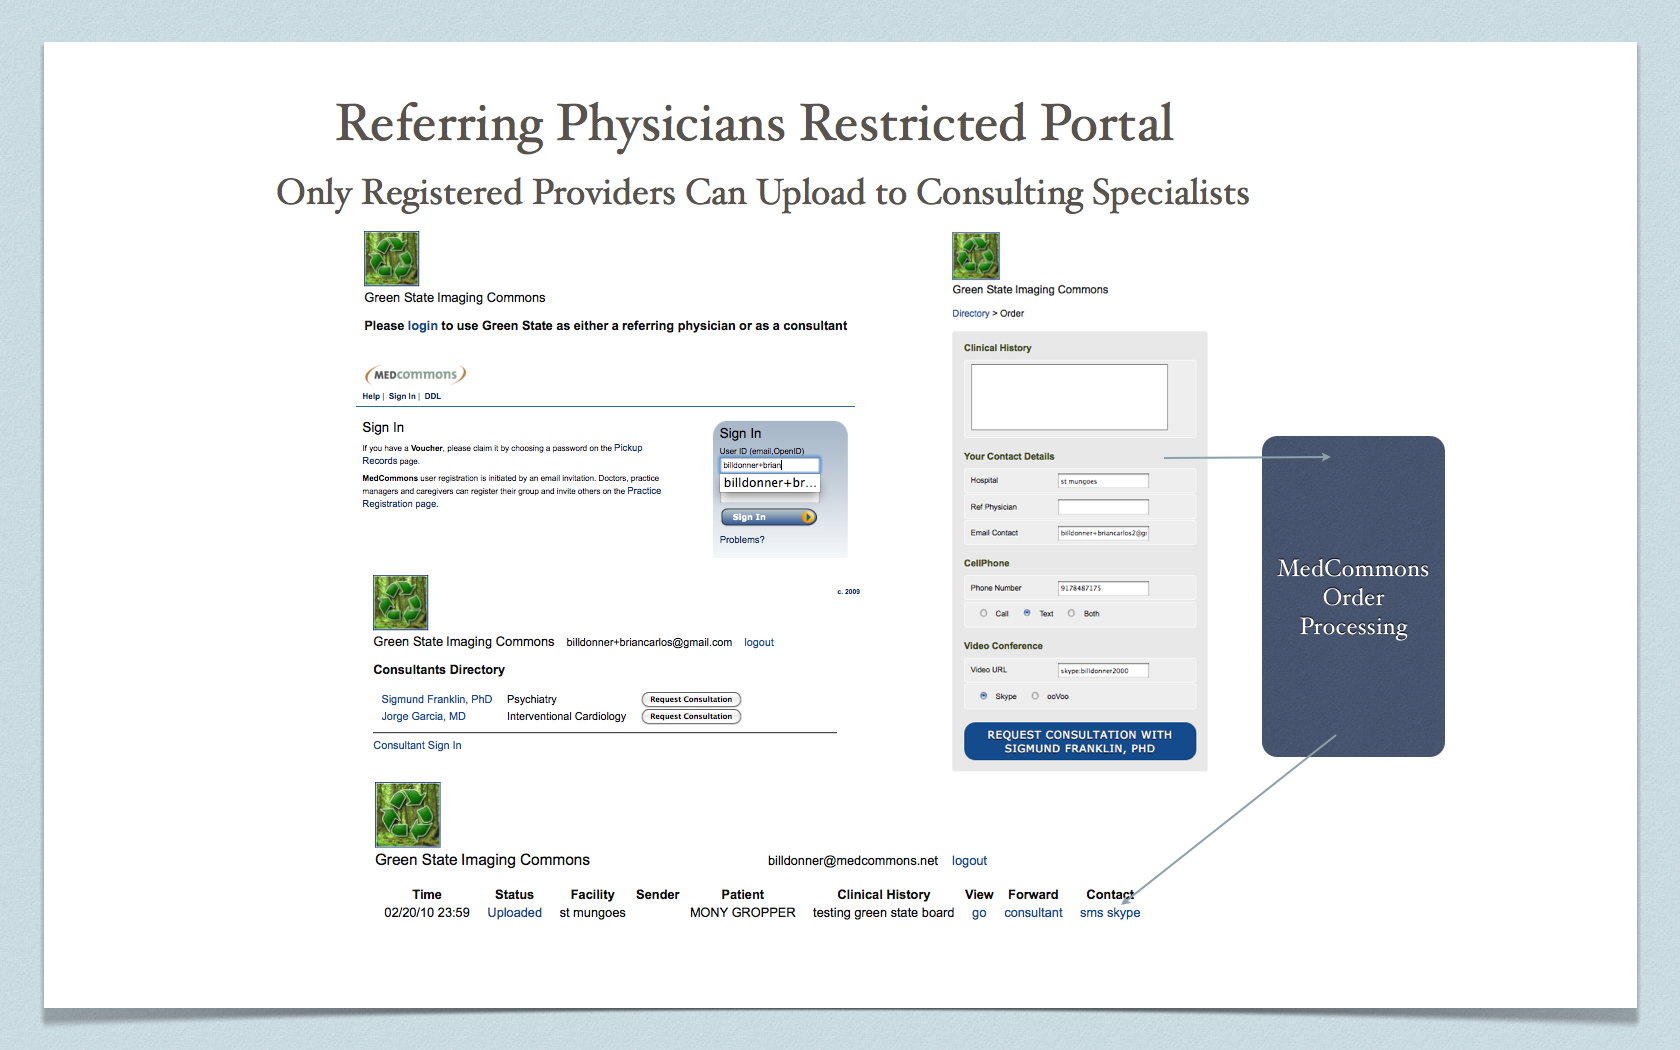 Referring Physicians Restricted Portal
Only Registered Providers Can Upload to Consulting Specialists
Green State Imaging Commons
Please login to use Green State as either a referring physician or as a consultant
MEDcommons
Help | Sign In | DDL
Sign In
If you have a Voucher, please claim it by choosing a password on the Pickup
Records page.
MedCommons user registration is initiated by an email invitation. Doctors, practice
managers and caregivers can register their group and invite others on the Practice
Registration page.
Sign In
User ID (email,OpenID)
billdonner+brian
billdonner+br...
Sign In
Problems?
c. 2009
Green State Imaging Commons billdonner+briancarlos@gmail.com logout
Consultants Directory
Sigmund Franklin, PhD Psychiatry Request Consultation
Jorge Garcia, MD Interventional Cardiology Request Consultation
Consultant Sign In
Green State Imaging Commons
Directory > Order
Clinical History
Your Contact Details
Hospital st mungoes
Ref Physician
Email Contact billdonner+briancarlos2@g
CellPhone
Phone Number 9178487175
Call Text Both
Video Conference
Video URL skype:billdonner2000
Skype ooVoo
REQUEST CONSULTATION WITH
SIGMUND FRANKLIN, PHD
MedCommons
Order
Processing
Green State Imaging Commons billdonner@medcommons.net logout
Time Status Facility Sender Patient Clinical History View Forward Contact
02/20/10 23:59 Uploaded st mungoes MONY GROPPER testing green state board go consultant sms skype